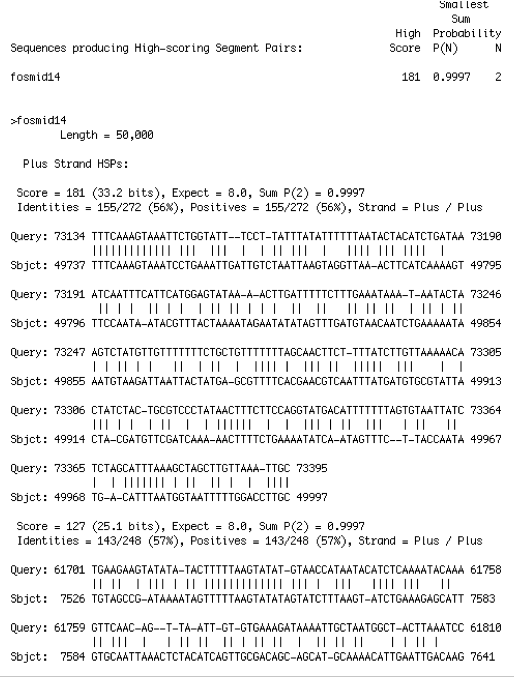 Smallest
Sum
High Probability
Sequences producing High-scoring Segment Pairs: Score P(N) N
fosmid14 181 0.9997 2
>fosmid14
Length = 50,000
Plus Strand HSPs:
Score = 181 (33.2 bits), Expect = 8.0, Sum P(2) = 0.9997
Identities = 155/272 (56%), Positives = 155/272 (56%), Strand = Plus / Plus
Query: 73134 TTTCAAAGTAAATTCTGGTATT--TCCT-TATTTATATTTTTTAATACTACATCTGATAA 73190
||||||||||||| ||| ||| | | | | ||| | |||| ||| |||| |
Sbjct: 49737 TTTCAAAGTAAATCCTGAAATTGATTGTCTAATTAAGTAGGTTAA-ACTTCATCAAAAGT 49795
Query: 73191 ATCAATTTCATTCATGGAGTATAA-A-ACTTGATTTTTCTTTGAAATAAA-T-AATACTA 73246
|| | | | | | | ||||| | | |||| || ||| | || | | || | ||
Sbjct: 49796 TTCCAATA-ATACGTTTACTAAAATAGAATATATAGTTTGATGTAACAATCTGAAAAATA 49854
Query: 73247 AGTCTATGTTGTTTTTTTCTGCTGTTTTTTTAGCAACTTCT-TTTATCTTGTTAAAAACA 73305
| || || | | || | || | | |||| | || || ||||| ||| | |
Sbjct: 49855 AATGTAAGATTAATTACTATGA-GCGTTTTCACGAACGTCAATTTATGATGTGCGTATTA 49913
Query: 73306 CTATCTAC-TGCGTCCCTATAACTTTCTTCCAGGTATGACATTTTTTTAGTGTAATTATC 73364
||| | | || | | || | ||||||| | | || | ||| | || ||
Sbjct: 49914 CTA-CGATGTTCGATCAAA-AACTTTTCTGAAAATATCA-ATAGTTTC--T-TACCAATA 49967
Query: 73365 TCTAGCATTTAAAGCTAGCTTGTTAAA-TTGC 73395
| | ||||||| | || | | | ||||
Sbjct: 49968 TG-A-CATTTAATGGTAATTTTTGGACCTTGC 49997
Score = 127 (25.1 bits), Expect = 8.0, Sum P(2) = 0.9997
Identities = 143/248 (57%), Positives = 143/248 (57%), Strand = Plus / Plus
Query: 61701 TGAAGAAGTATATA-TACTTTTTAAGTATAT-GTAACCATAATACATCTCAAAATACAAA 61758
|| || | ||| || ||||||||||||| || | ||| |||| ||| ||
Sbjct: 7526 TGTAGCCG-ATAAAATAGTTTTTAAGTATATAGTATCTTTAAGT-ATCTGAAAGAGCATT 7583
Query: 61759 GTTCAAC-AG--T-TA-ATT-GT-GTGAAAGATAAAATTGCTAATGGCT-ACTTAAATCC 61810
|| ||| | || || || || || | | ||| || | || | || || |
Sbjct: 7584 GTGCAATTAAACTCTACATCAGTTGCGACAGC-AGCAT-GCAAAACATTGAATTGACAAG 7641